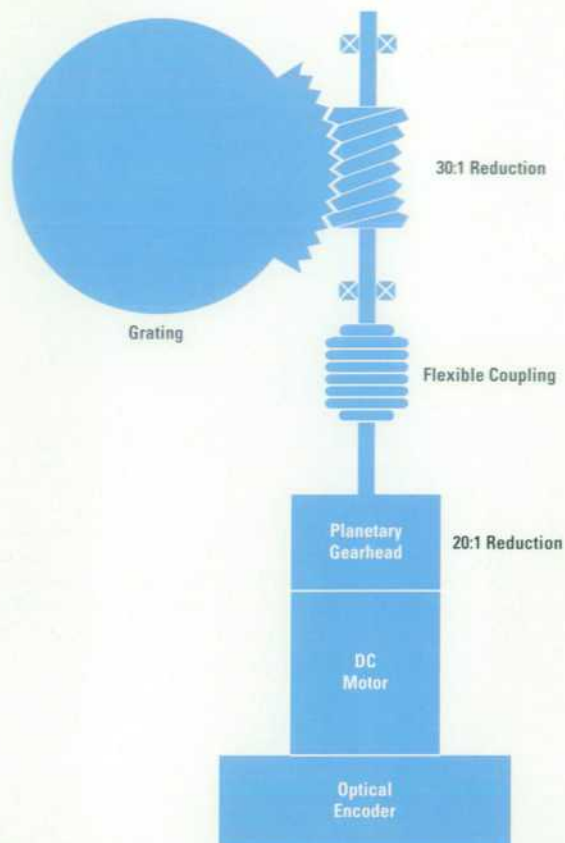 30:1 Reduction
Grating
Flexible Coupling
Planetary
Gearhead
20:1 Reduction
DC
Motor
Optical
Encoder